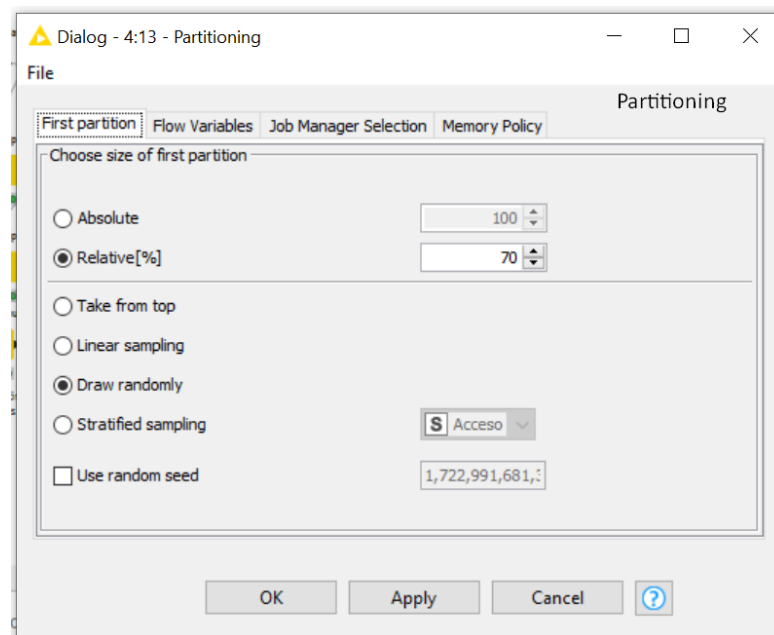 Dialog - 4:13 - Partitioning
File
Partitioning
First partition Flow Variables Job Manager Selection Memory Policy
Choose size of first partition
Absolute 100
Relative[%] 70
Take from top
Linear sampling
Draw randomly
Stratified sampling S Acceso
Use random seed 1,722,991,681,
OK Apply Cancel ?